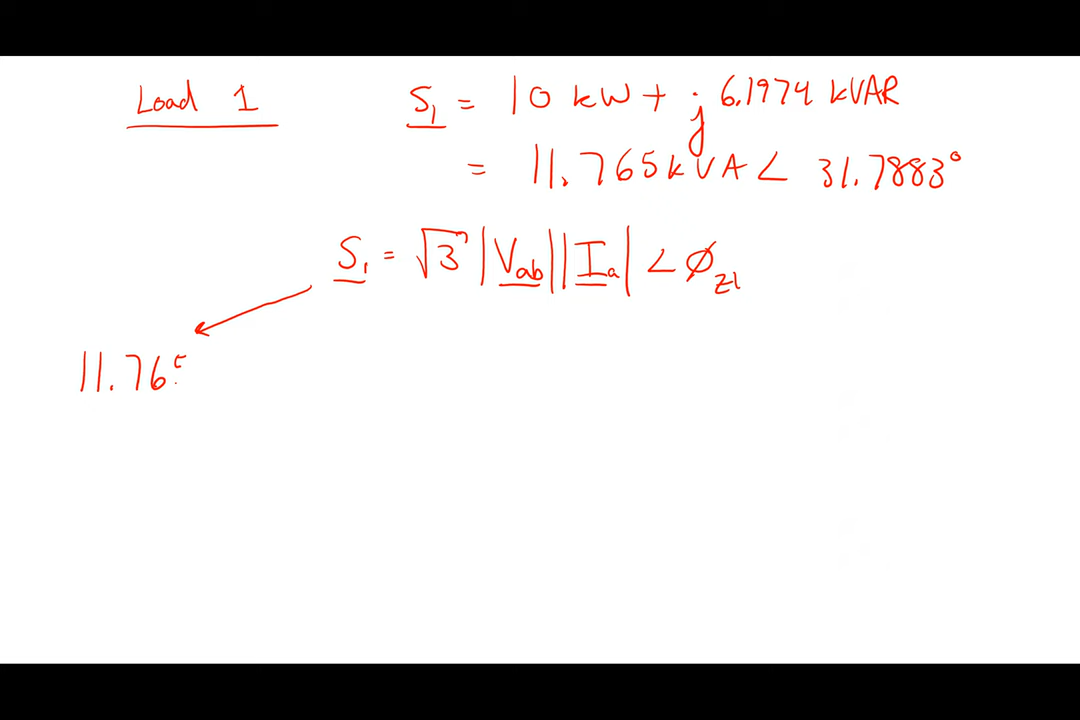 Load 1
S₁ = 10 kW + j 6.1974 kVAR
= 11.765 kVA ∠ 31.7883°
S₁ = √3 |Vab||Ia| ∠ ØZ1
11.76